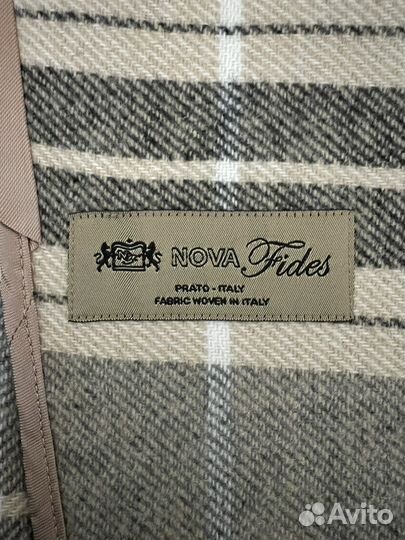 NOVA Fides
PRATO - ITALY
FABRIC WOVEN IN ITALY
Avito